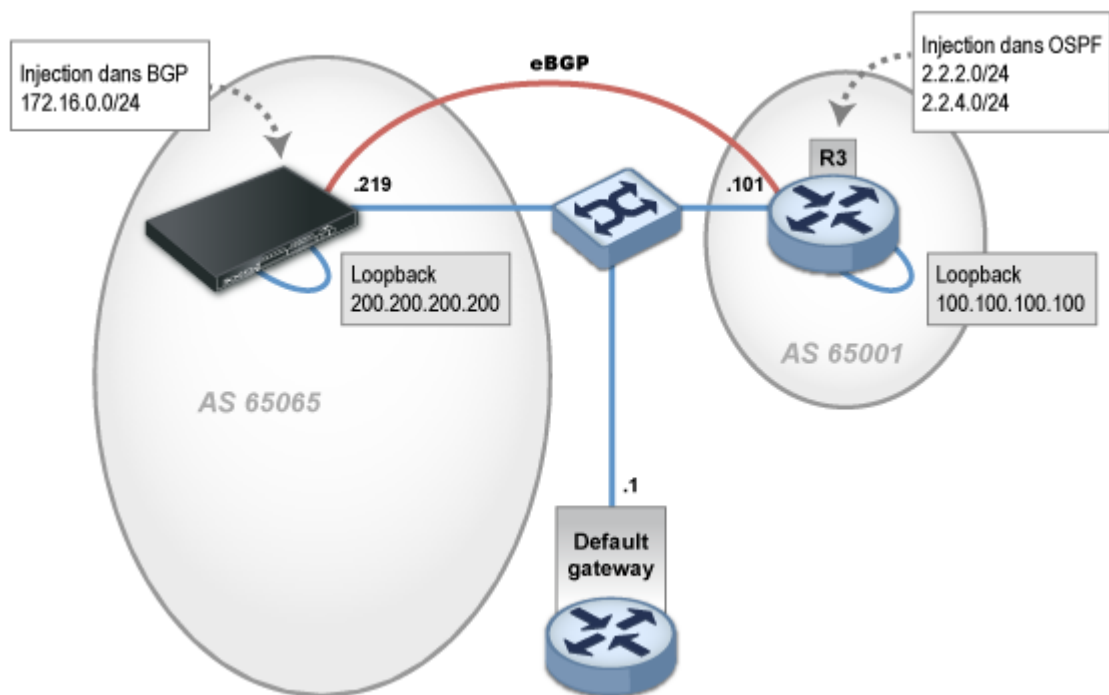 Injection dans BGP
172.16.0.0/24
eBGP
Injection dans OSPF
2.2.2.0/24
2.2.4.0/24
R3
.219
.101
Loopback
200.200.200.200
Loopback
100.100.100.100
AS 65001
AS 65065
.1
Default
gateway